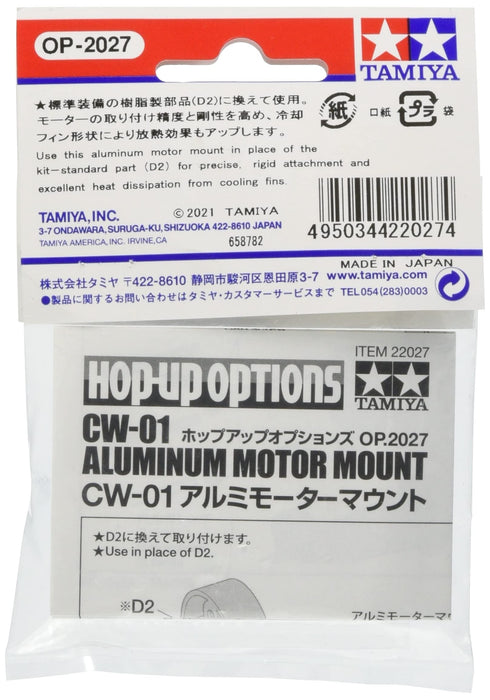 OP-2027
TAMIYA
★標準装備の樹脂製部品(D2)に換えて使用。
モーターの取り付け精度と剛性を高め、冷却
フィン形状により放熱効果もアップします。
Use this aluminum motor mount in place of the
kit-standard part (D2) for precise, rigid attachment and
excellent heat dissipation from cooling fins.
紙 口紙 プラ 袋
TAMIYA, INC.
© 2021 TAMIYA
3-7 ONDAWARA, SURUGA-KU, SHIZUOKA 422-8610 JAPAN
TAMIYA AMERICA, INC. IRVINE, CA
658782
4950344220274
MADE IN JAPAN
株式会社タミヤ 〒422-8610 静岡市駿河区恩田原3-7 www.tamiya.com
●製品に関するお問い合わせはタミヤ・カスタマーサービスまで TEL054(283)0003
ITEM 22027
HOP-UP OPTIONS
TAMIYA
CW-01 ホップアップオプションズ OP.2027
ALUMINUM MOTOR MOUNT
CW-01 アルミモーターマウント
★D2に換えて取り付けます。
★Use in place of D2.
※D2
アルミモーターマウ